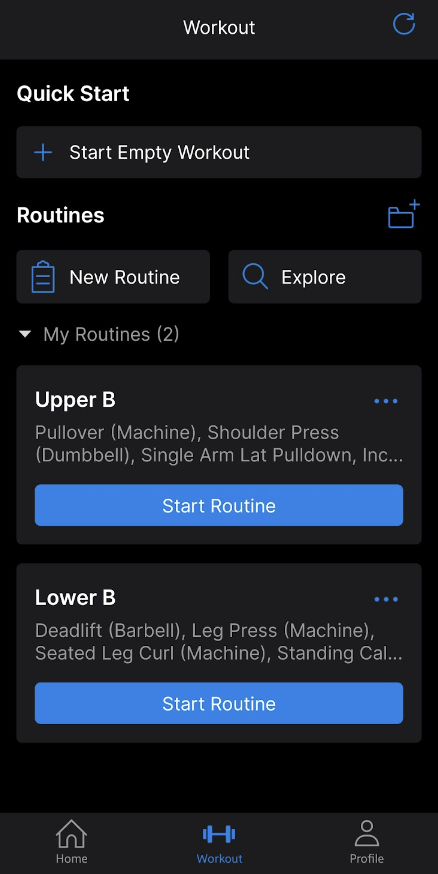 Workout
Quick Start
Start Empty Workout
Routines
New Routine
Explore
My Routines (2)
Upper B
Pullover (Machine), Shoulder Press
(Dumbbell), Single Arm Lat Pulldown, Inc...
Start Routine
Lower B
Deadlift (Barbell), Leg Press (Machine),
Seated Leg Curl (Machine), Standing Cal...
Start Routine
Home
Workout
Profile